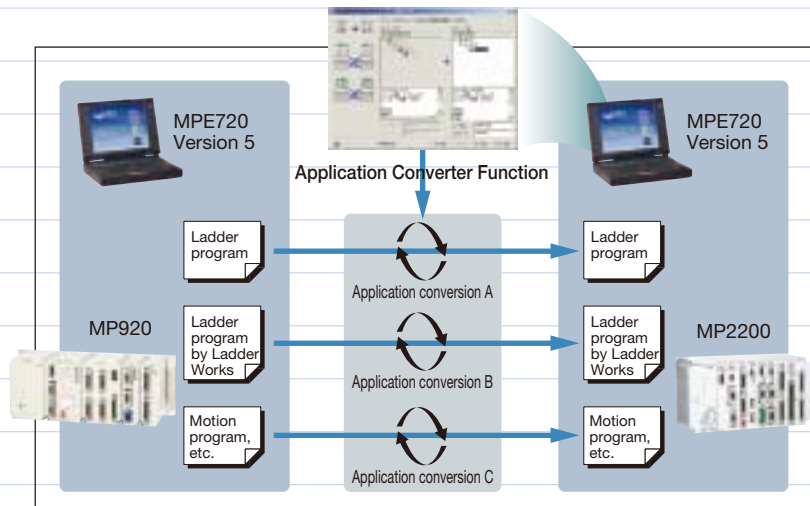 MPE720
Version 5
Application Converter Function
MPE720
Version 5
Ladder
program
Application conversion A
Ladder
program
MP920
Ladder
program
by Ladder
Works
Application conversion B
Ladder
program
by Ladder
Works
MP2200
Motion
program,
etc.
Application conversion C
Motion
program,
etc.